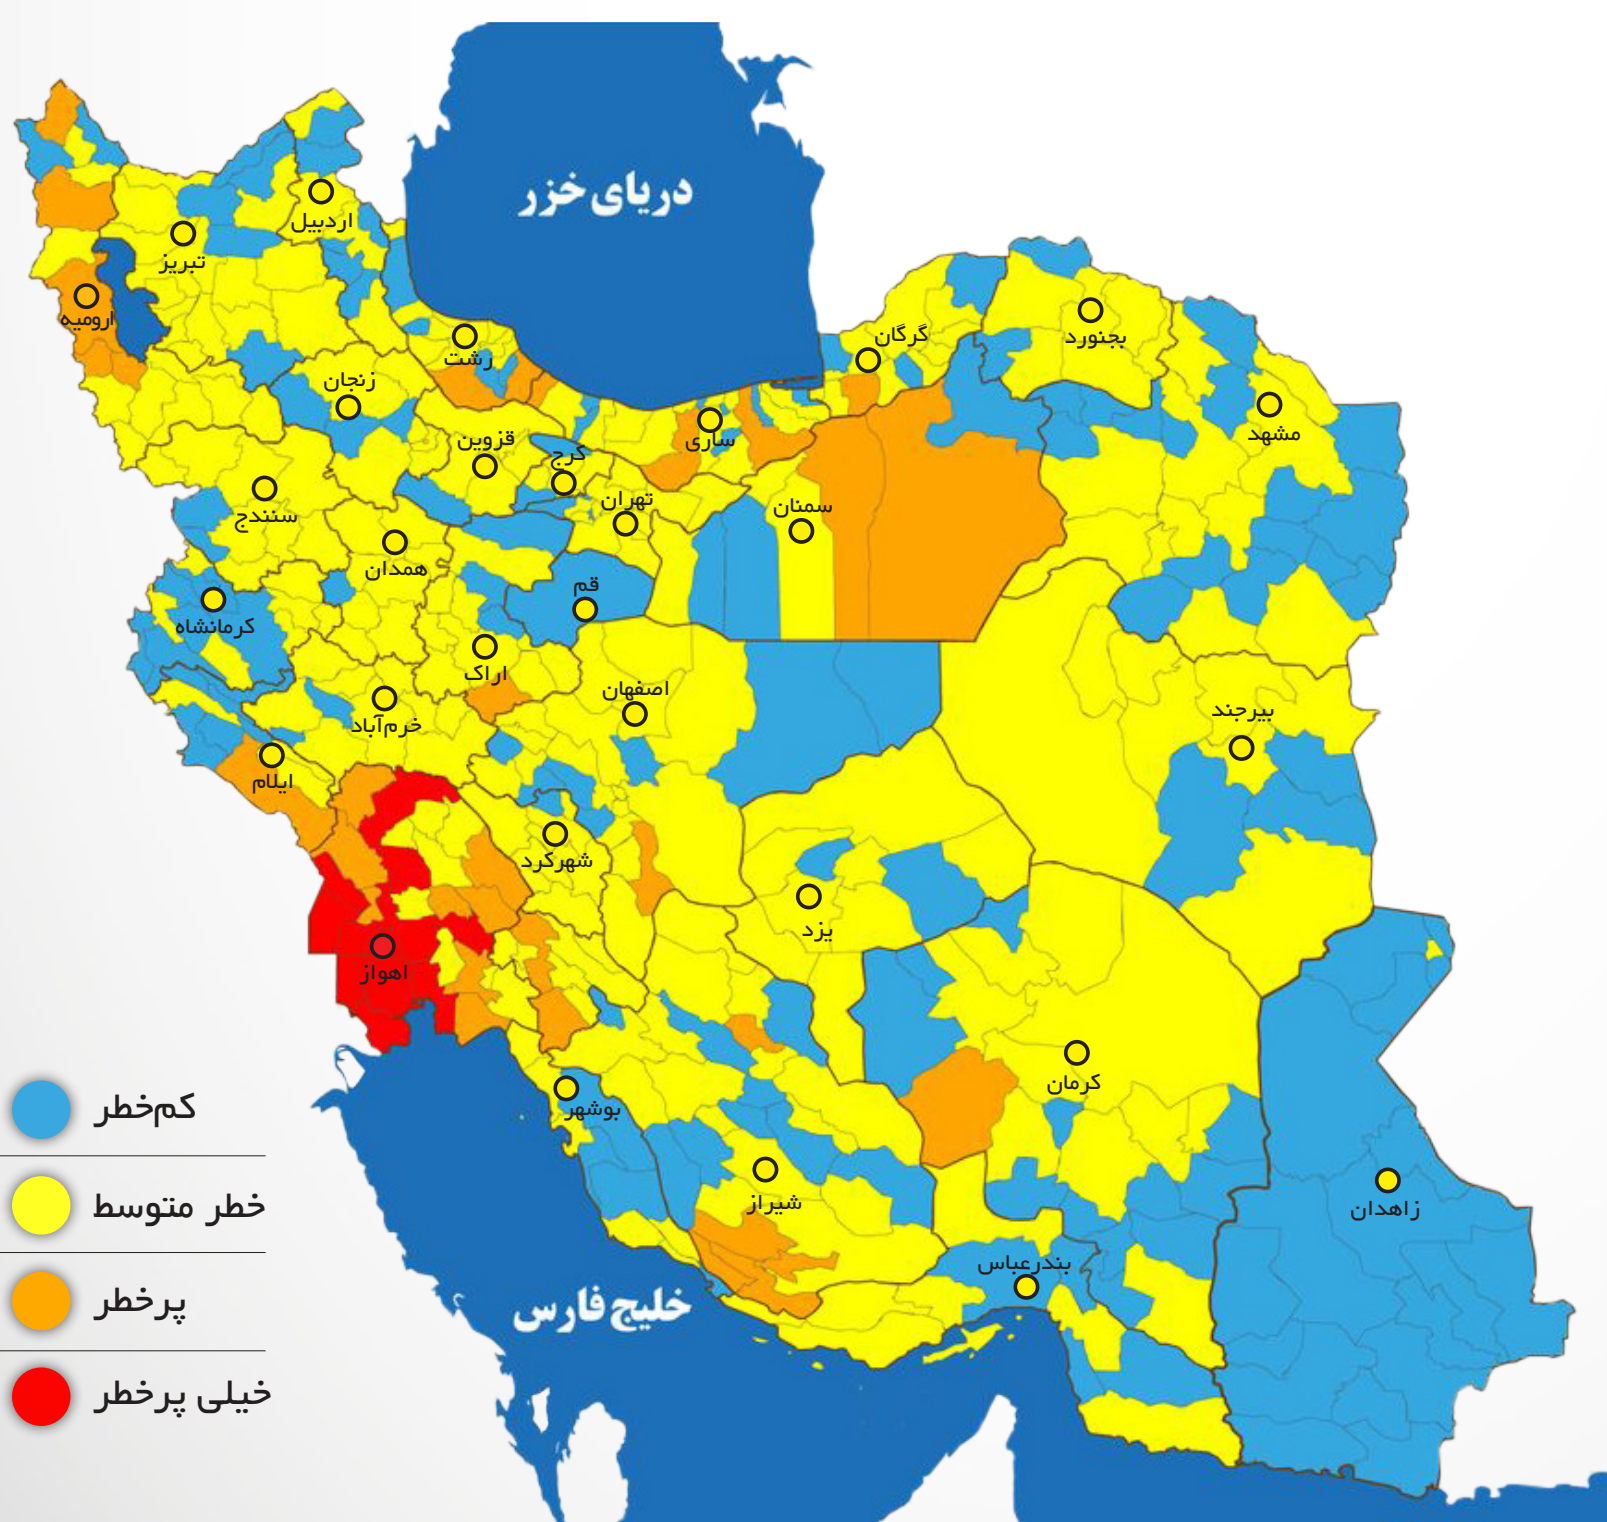 دریای خزر
اردبیل
تبریز
ارومیه
رشت
گرگان
بجنورد
زنجان
مشهد
ساری
قزوین
کرج
تهران
سمنان
سنندج
همدان
قم
کرمانشاه
اراک
اصفهان
خرم‌آباد
بیرجند
ایلام
شهرکرد
یزد
اهواز
کرمان
بوشهر
شیراز
زاهدان
بندرعباس
خلیج فارس
کم‌خطر
خطر متوسط
پرخطر
خیلی پرخطر